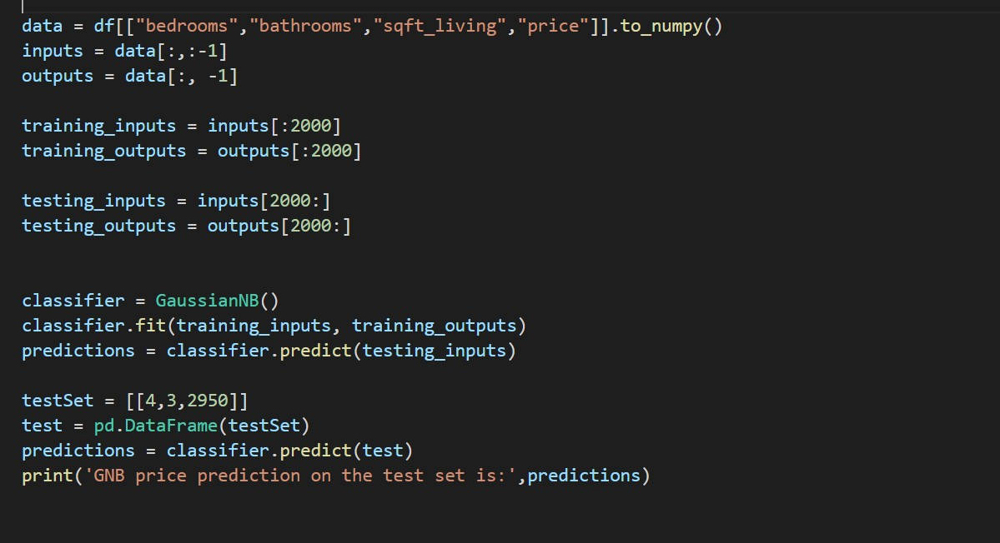 data = df[["bedrooms","bathrooms","sqft_living","price"]].to_numpy()
inputs = data[:,:-1]
outputs = data[:, -1]
training_inputs = inputs[:2000]
training_outputs = outputs[:2000]
testing_inputs = inputs[2000:]
testing_outputs = outputs[2000:]
classifier = GaussianNB()
classifier.fit(training_inputs, training_outputs)
predictions = classifier.predict(testing_inputs)
testSet = [[4,3,2950]]
test = pd.DataFrame(testSet)
predictions = classifier.predict(test)
print('GNB price prediction on the test set is:',predictions)